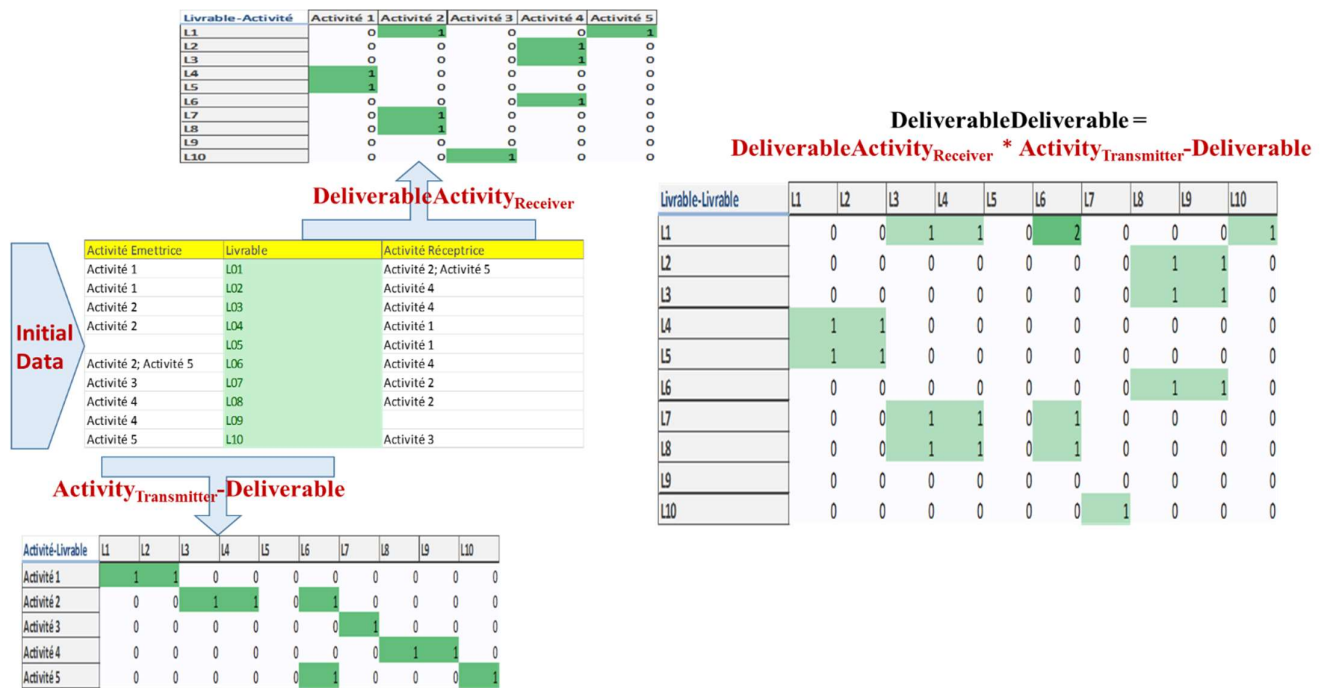 Livrable-Activité Activité 1 Activité 2 Activité 3 Activité 4 Activité 5
L1 0 1 0 0 1
L2 0 0 0 1 0
L3 0 0 0 1 0
L4 1 0 0 0 0
L5 1 0 0 0 0
L6 0 0 0 1 0
L7 0 1 0 0 0
L8 0 1 0 0 0
L9 0 0 0 0 0
L10 0 0 1 0 0
DeliverableActivityReceiver
Initial
Data
Activité Emettrice Livrable Activité Réceptrice
Activité 1 L01 Activité 2; Activité 5
Activité 1 L02 Activité 4
Activité 2 L03 Activité 4
Activité 2 L04 Activité 1
L05 Activité 1
Activité 2; Activité 5 L06 Activité 4
Activité 3 L07 Activité 2
Activité 4 L08 Activité 2
Activité 4 L09
Activité 5 L10 Activité 3
ActivityTransmitter-Deliverable
Activité-Livrable L1 L2 L3 L4 L5 L6 L7 L8 L9 L10
Activité 1 1 1 0 0 0 0 0 0 0 0
Activité 2 0 0 1 1 0 1 0 0 0 0
Activité 3 0 0 0 0 0 0 1 0 0 0
Activité 4 0 0 0 0 0 0 0 1 1 0
Activité 5 0 0 0 0 0 1 0 0 0 1
DeliverableDeliverable =
DeliverableActivityReceiver * ActivityTransmitter-Deliverable
Livrable-Livrable L1 L2 L3 L4 L5 L6 L7 L8 L9 L10
L1 0 0 1 1 0 2 0 0 0 1
L2 0 0 0 0 0 0 0 1 1 0
L3 0 0 0 0 0 0 0 1 1 0
L4 1 1 0 0 0 0 0 0 0 0
L5 1 1 0 0 0 0 0 0 0 0
L6 0 0 0 0 0 0 0 1 1 0
L7 0 0 1 1 0 1 0 0 0 0
L8 0 0 1 1 0 1 0 0 0 0
L9 0 0 0 0 0 0 0 0 0 0
L10 0 0 0 0 0 0 1 0 0 0